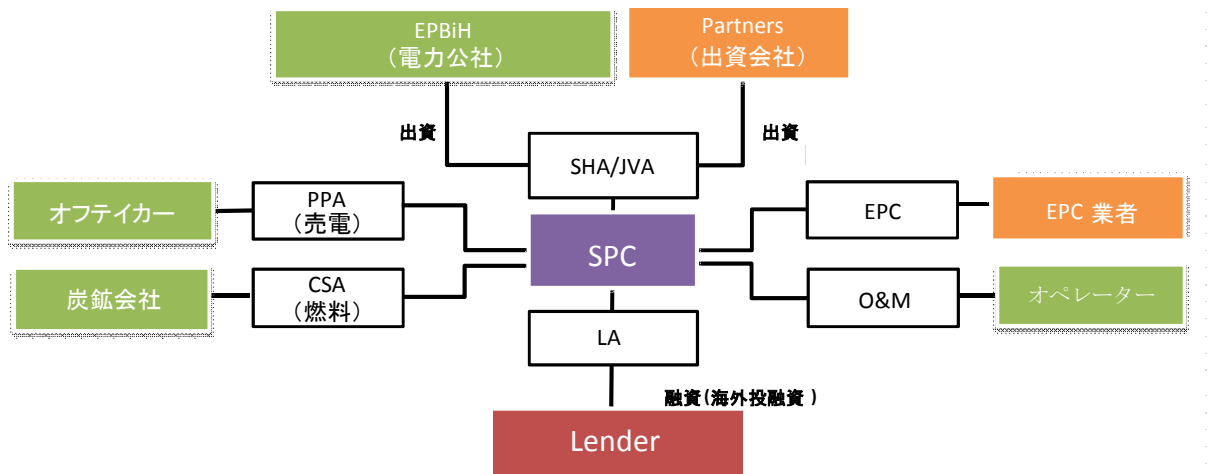 EPBiH
（電力公社）
Partners
（出資会社）
出資
出資
SHA/JVA
オフテイカー
PPA
（売電）
EPC
EPC 業者
SPC
炭鉱会社
CSA
（燃料）
O&M
オペレーター
LA
融資(海外投融資 )
Lender